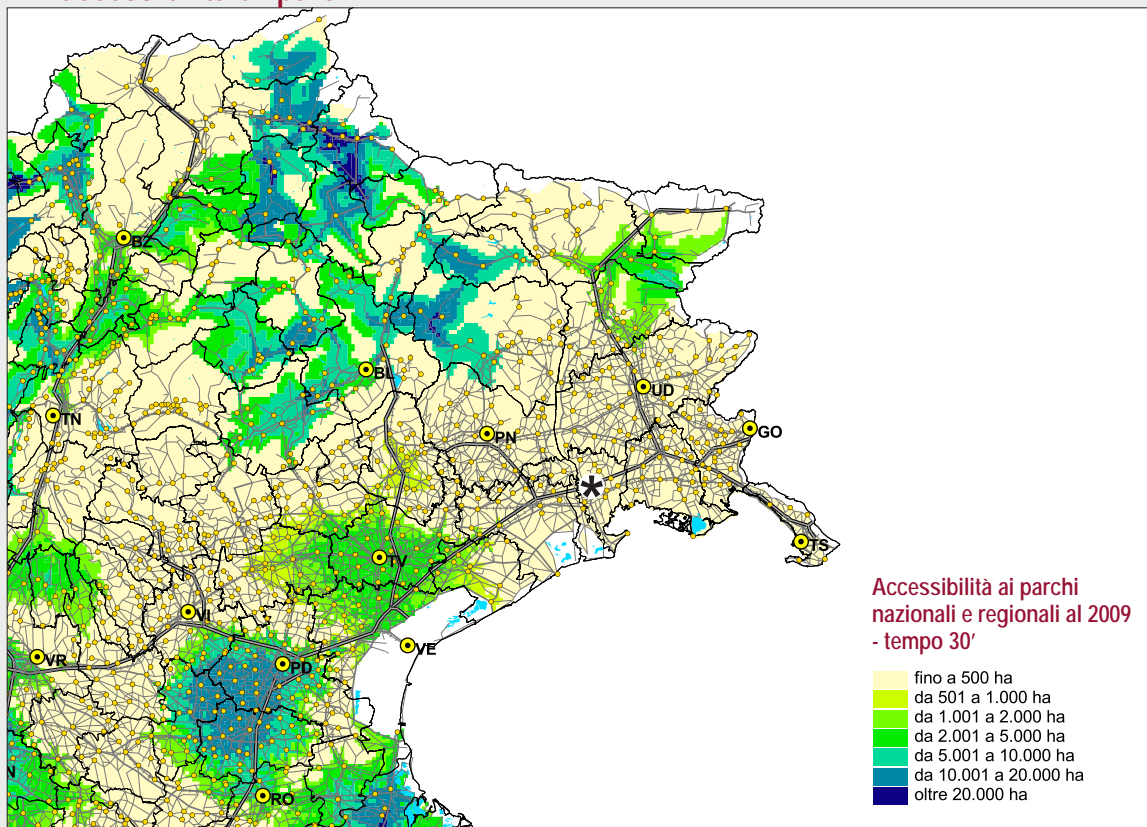 BZ
BL
TN
UD
PN
GO
TS
TV
VI
VE
VR
PD
RO
N
Accessibilità ai parchi
nazionali e regionali al 2009
- tempo 30'
fino a 500 ha
da 501 a 1.000 ha
da 1.001 a 2.000 ha
da 2.001 a 5.000 ha
da 5.001 a 10.000 ha
da 10.001 a 20.000 ha
oltre 20.000 ha